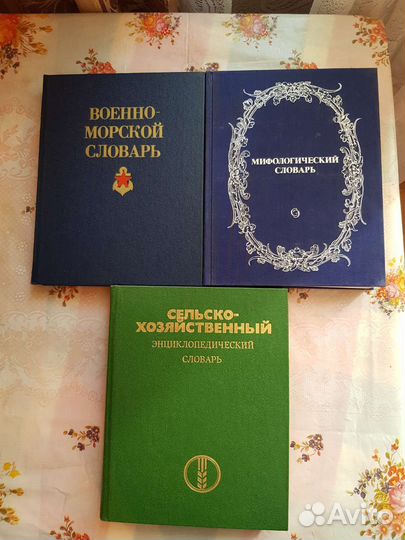 ВОЕННО-
МОРСКОЙ
СЛОВАРЬ
МИФОЛОГИЧЕСКИЙ
СЛОВАРЬ
СЕЛЬСКО-
ХОЗЯЙСТВЕННЫЙ
ЭНЦИКЛОПЕДИЧЕСКИЙ
СЛОВАРЬ
Avito